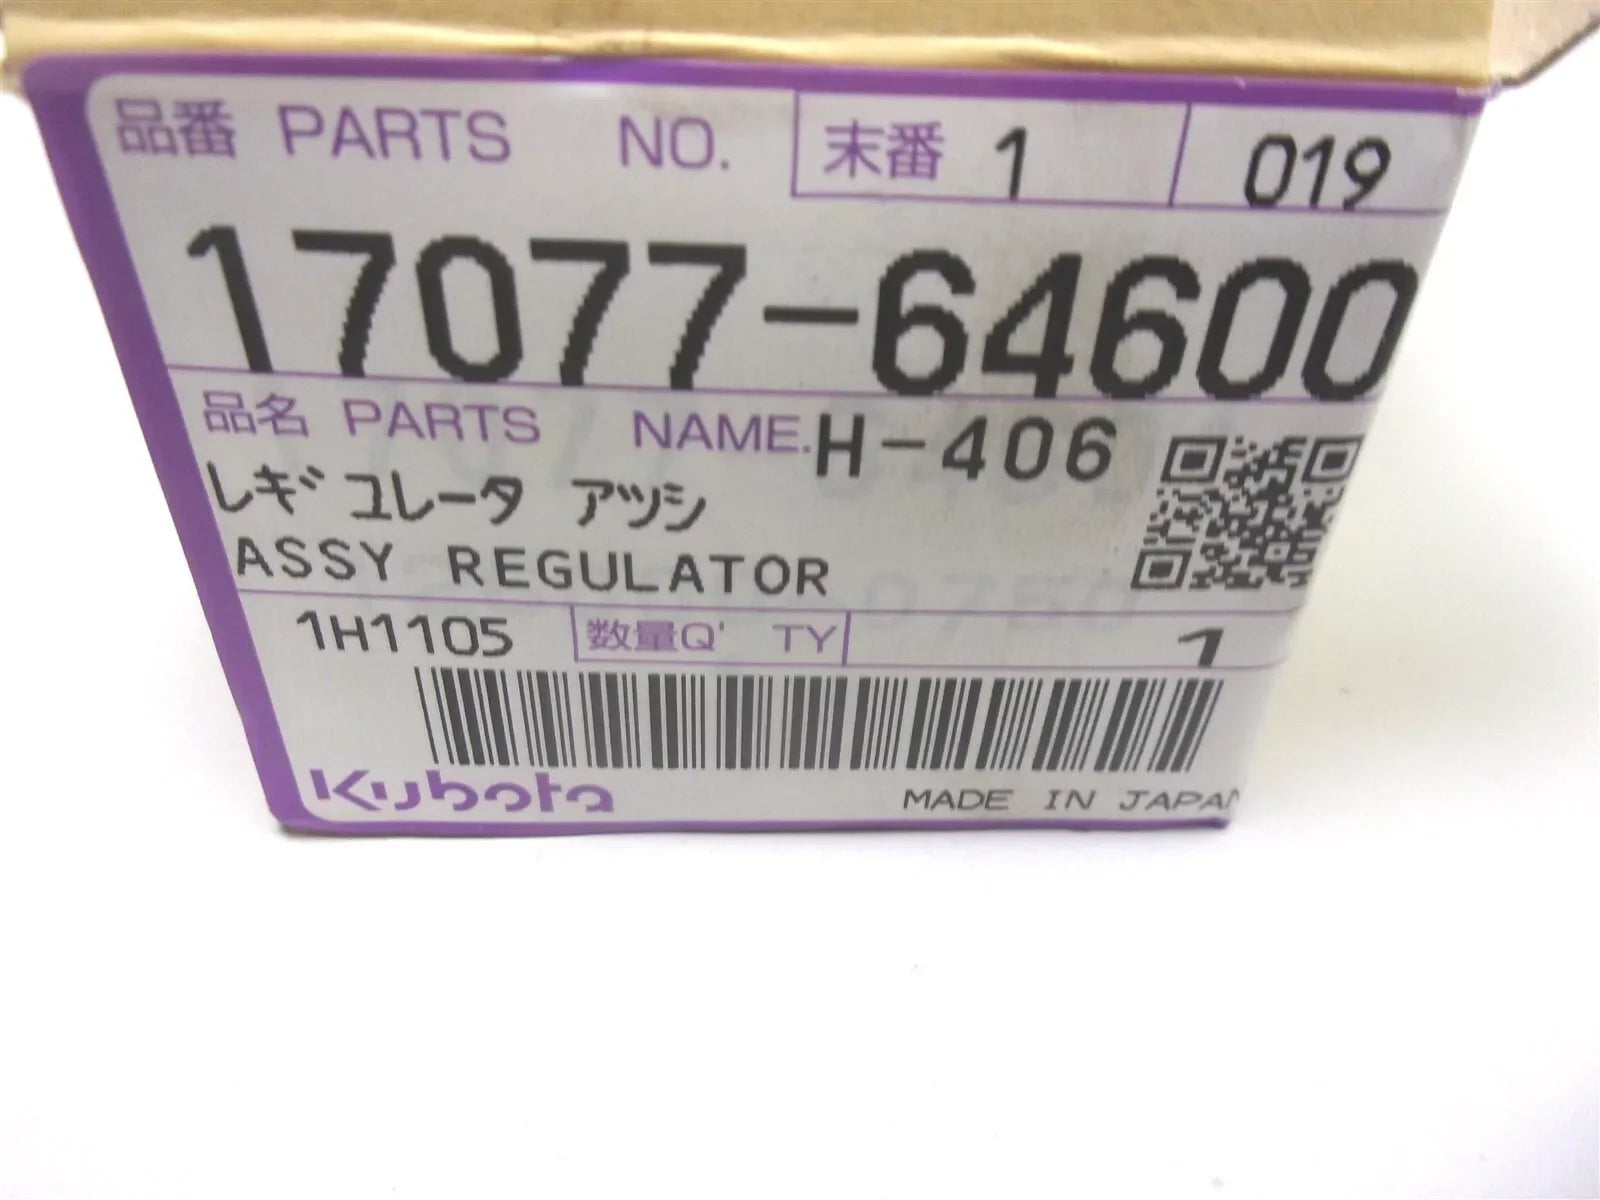 品番 PARTS NO. 末番 1 019
17077-64600
品名 PARTS NAME. H-406
レギュレータ アツシ
ASSY REGULATOR
1H1105 数量Q'TY 1
Kubota MADE IN JAPAN